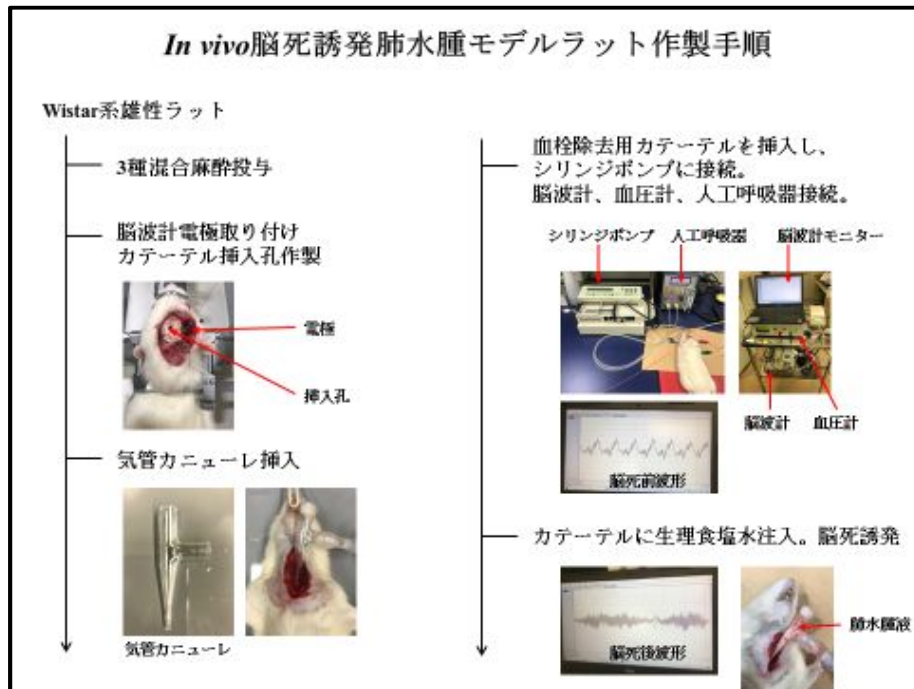 In vivo脳死誘発肺水腫モデルラット作製手順
Wistar系雄性ラット
3種混合麻酔投与
脳波計電極取り付け
カテーテル挿入孔作製
電極
挿入孔
気管カニューレ挿入
気管カニューレ
血栓除去用カテーテルを挿入し、
シリンジポンプに接続。
脳波計、血圧計、人工呼吸器接続。
シリンジポンプ
人工呼吸器
脳波計モニター
脳波計
血圧計
脳死前波形
カテーテルに生理食塩水注入。脳死誘発
脳死後波形
肺水腫液